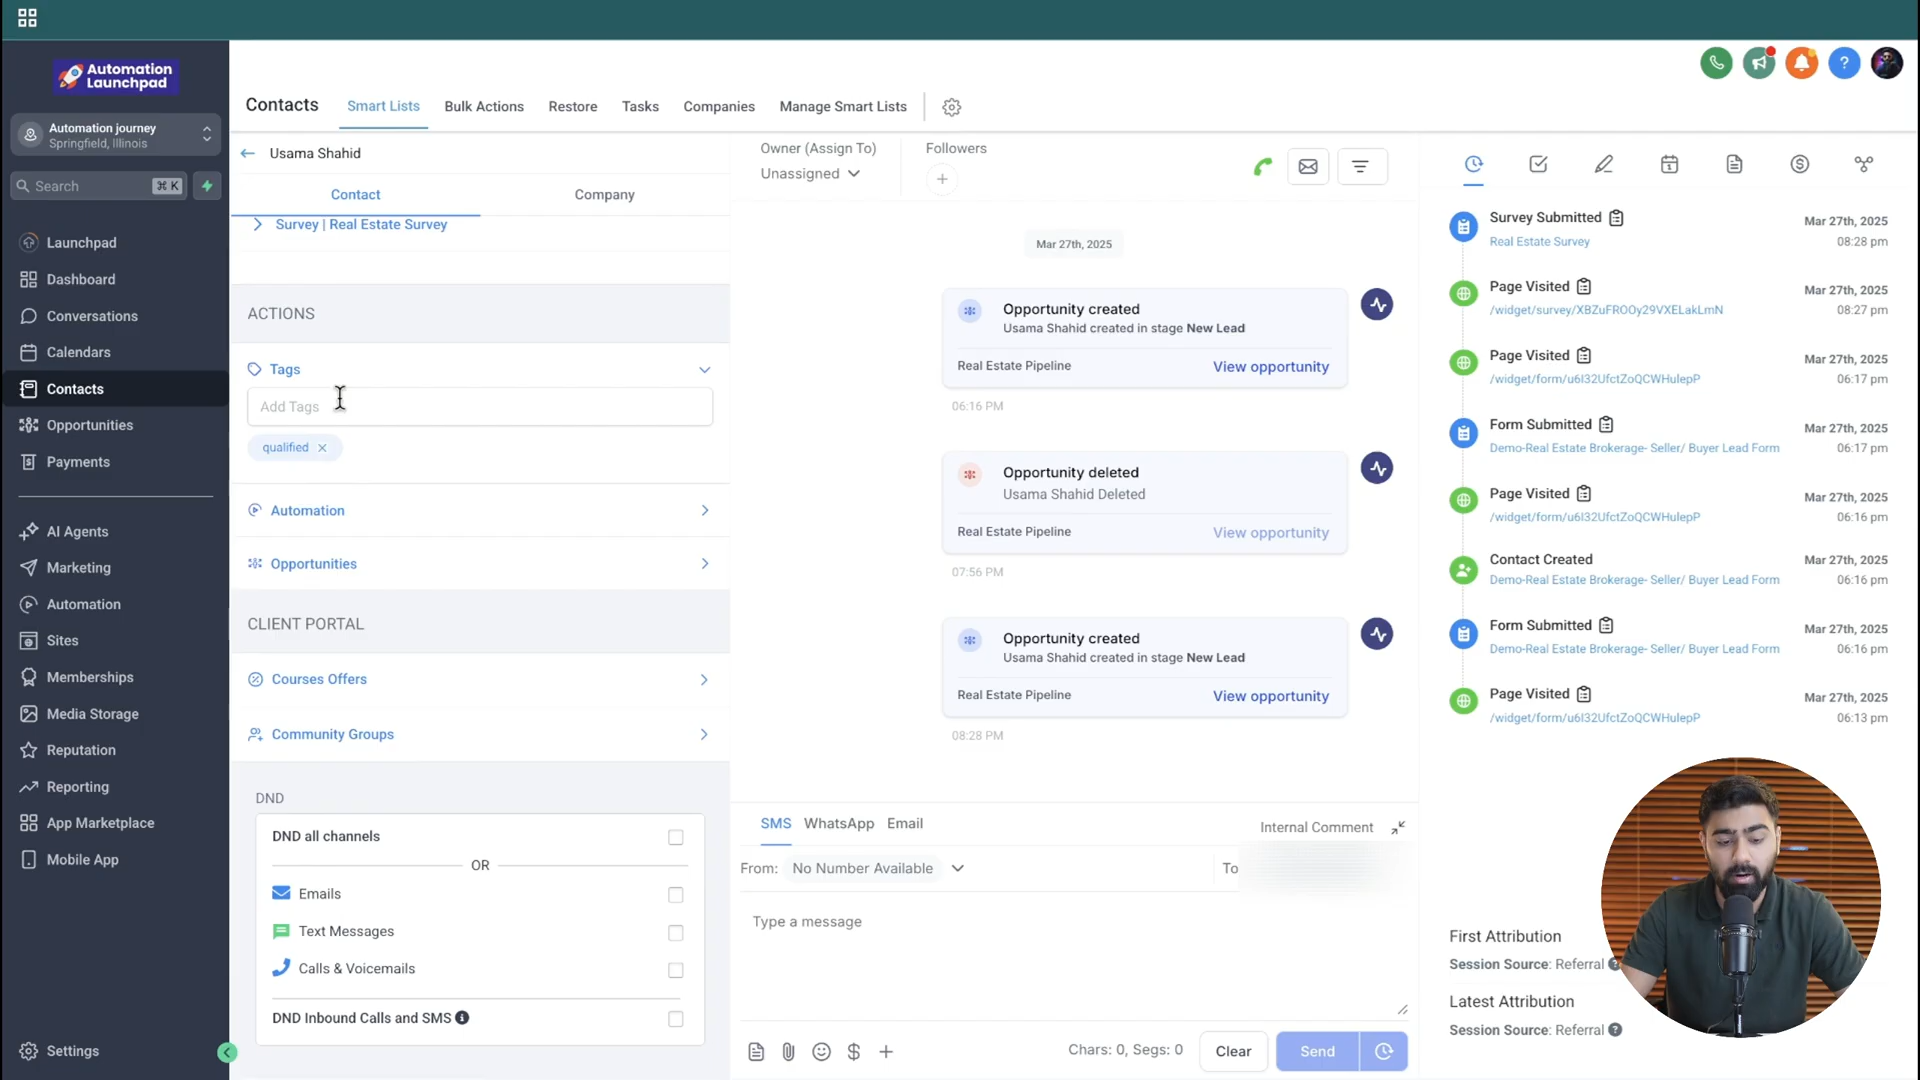 Automation
Launchpad
Automation journey
Springfield, Illinois
Search
⌘ K
Launchpad
Dashboard
Conversations
Calendars
Contacts
Opportunities
Payments
AI Agents
Marketing
Automation
Sites
Memberships
Media Storage
Reputation
Reporting
App Marketplace
Mobile App
Settings
Contacts
Smart Lists
Bulk Actions
Restore
Tasks
Companies
Manage Smart Lists
Usama Shahid
Contact
Company
Survey | Real Estate Survey
ACTIONS
Tags
Add Tags
qualified
Automation
Opportunities
CLIENT PORTAL
Courses Offers
Community Groups
DND
DND all channels
OR
Emails
Text Messages
Calls & Voicemails
DND Inbound Calls and SMS
Owner (Assign To)
Unassigned
Followers
Mar 27th, 2025
Opportunity created
Usama Shahid created in stage New Lead
Real Estate Pipeline
View opportunity
06:16 PM
Opportunity deleted
Usama Shahid Deleted
Real Estate Pipeline
View opportunity
07:56 PM
Opportunity created
Usama Shahid created in stage New Lead
Real Estate Pipeline
View opportunity
08:28 PM
SMS
WhatsApp
Email
Internal Comment
From: No Number Available
To
Type a message
Chars: 0, Segs: 0
Clear
Send
Survey Submitted
Mar 27th, 2025
Real Estate Survey
08:28 pm
Page Visited
Mar 27th, 2025
/widget/survey/XBZuFROOy29VXELakLmN
08:27 pm
Page Visited
Mar 27th, 2025
/widget/form/u6I32UfctZoQCWHulepP
06:17 pm
Form Submitted
Mar 27th, 2025
Demo-Real Estate Brokerage- Seller/ Buyer Lead Form
06:17 pm
Page Visited
Mar 27th, 2025
/widget/form/u6I32UfctZoQCWHulepP
06:16 pm
Contact Created
Mar 27th, 2025
Demo-Real Estate Brokerage- Seller/ Buyer Lead Form
06:16 pm
Form Submitted
Mar 27th, 2025
Demo-Real Estate Brokerage- Seller/ Buyer Lead Form
06:16 pm
Page Visited
Mar 27th, 2025
/widget/form/u6I32UfctZoQCWHulepP
06:13 pm
First Attribution
Session Source: Referral
Latest Attribution
Session Source: Referral